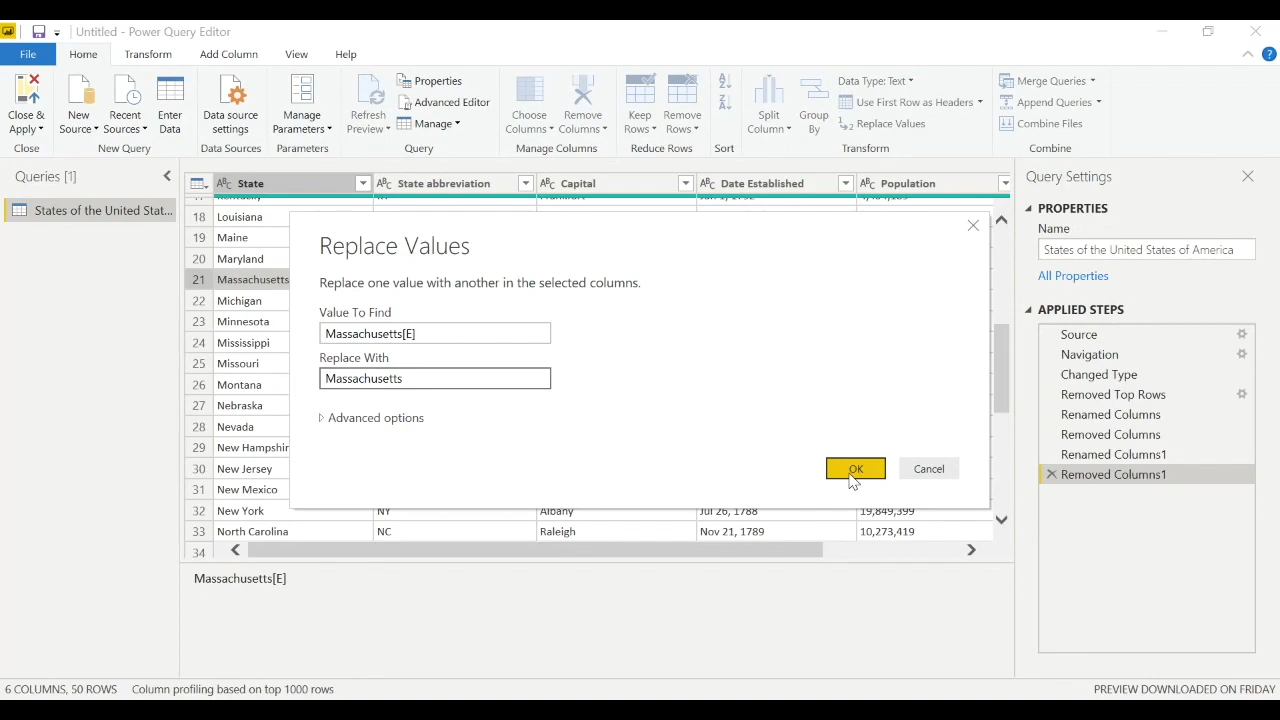 Untitled - Power Query Editor
File Home Transform Add Column View Help
Close & Apply New Source Recent Sources Enter Data Data source settings Manage Parameters Refresh Preview Properties Advanced Editor Manage Choose Columns Remove Columns Keep Rows Remove Rows Split Column Group By Data Type: Text Use First Row as Headers Replace Values Merge Queries Append Queries Combine Files
Close New Query Data Sources Parameters Query Manage Columns Reduce Rows Sort Transform Combine
Queries [1]
States of the United Stat...
State State abbreviation Capital Date Established Population
18 Louisiana
19 Maine
20 Maryland
21 Massachusetts
22 Michigan
23 Minnesota
24 Mississippi
25 Missouri
26 Montana
27 Nebraska
28 Nevada
29 New Hampshir
30 New Jersey
31 New Mexico
32 New York NY Albany Jul 26, 1788 19,849,399
33 North Carolina NC Raleigh Nov 21, 1789 10,273,419
34
Replace Values
Replace one value with another in the selected columns.
Value To Find
Massachusetts[E]
Replace With
Massachusetts
Advanced options
OK Cancel
Massachusetts[E]
Query Settings
PROPERTIES
Name
States of the United States of America
All Properties
APPLIED STEPS
Source
Navigation
Changed Type
Removed Top Rows
Renamed Columns
Removed Columns
Renamed Columns1
Removed Columns1
6 COLUMNS, 50 ROWS Column profiling based on top 1000 rows PREVIEW DOWNLOADED ON FRIDAY